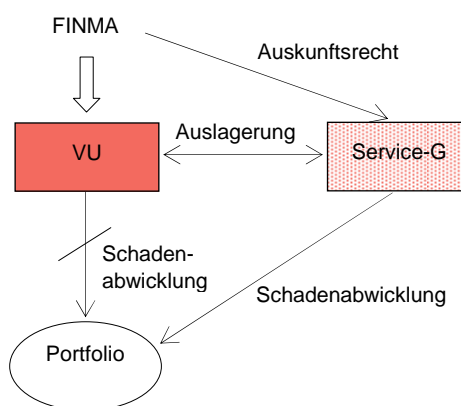 FINMA
Auskunftsrecht
Auslagerung
VU
Service-G
Schaden-
abwicklung
Schadenabwicklung
Portfolio